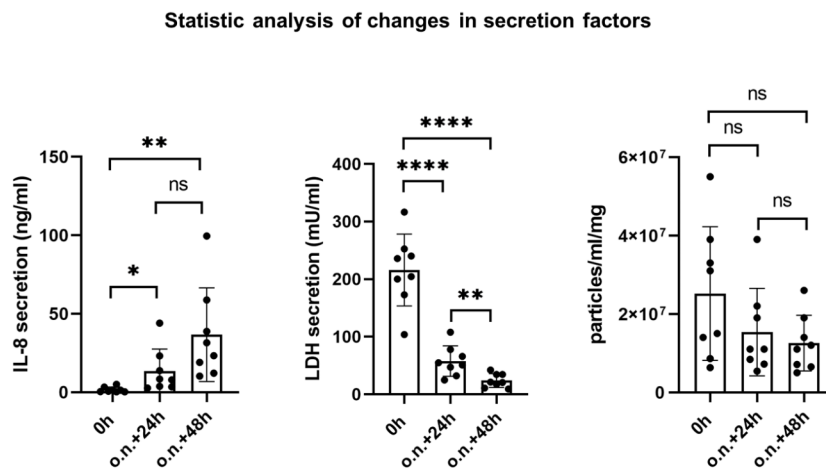 Statistic analysis of changes in secretion factors
IL-8 secretion (ng/ml)
150
100
50
0
**
ns
*
0h
o.n.+24h
o.n.+48h
LDH secretion (mU/ml)
400
300
200
100
0
****
****
**
0h
o.n.+24h
o.n.+48h
particles/ml/mg
6×10⁷
4×10⁷
2×10⁷
0
ns
ns
ns
0h
o.n.+24h
o.n.+48h